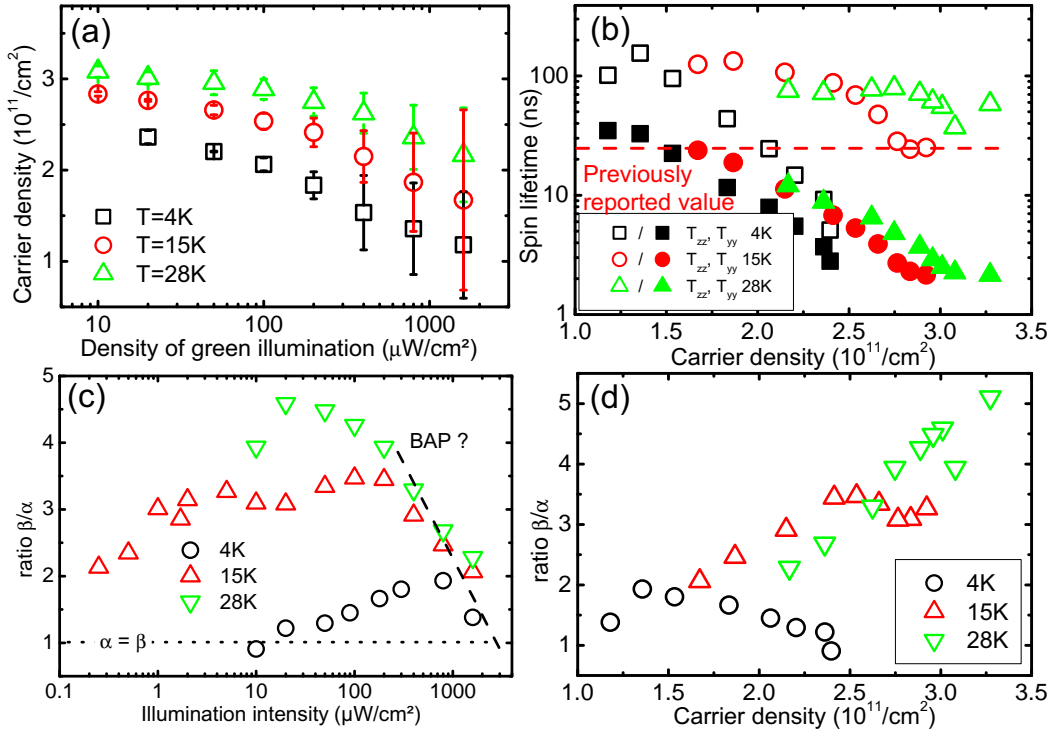 (a)
Carrier density (10¹¹/cm²)
3
2
1
T=4K
T=15K
T=28K
10
100
1000
Density of green illumination (µW/cm²)
(b)
Spin lifetime (ns)
100
10
1
Previously
reported value
/ T_zz, T_yy 4K
/ T_zz, T_yy 15K
/ T_zz, T_yy 28K
1.0
1.5
2.0
2.5
3.0
3.5
Carrier density (10¹¹/cm²)
(c)
ratio β/α
5
4
3
2
1
BAP ?
4K
15K
28K
α = β
0.1
1
10
100
1000
Illumination intensity (µW/cm²)
(d)
ratio β/α
5
4
3
2
1
4K
15K
28K
1.0
1.5
2.0
2.5
3.0
3.5
Carrier density (10¹¹/cm²)